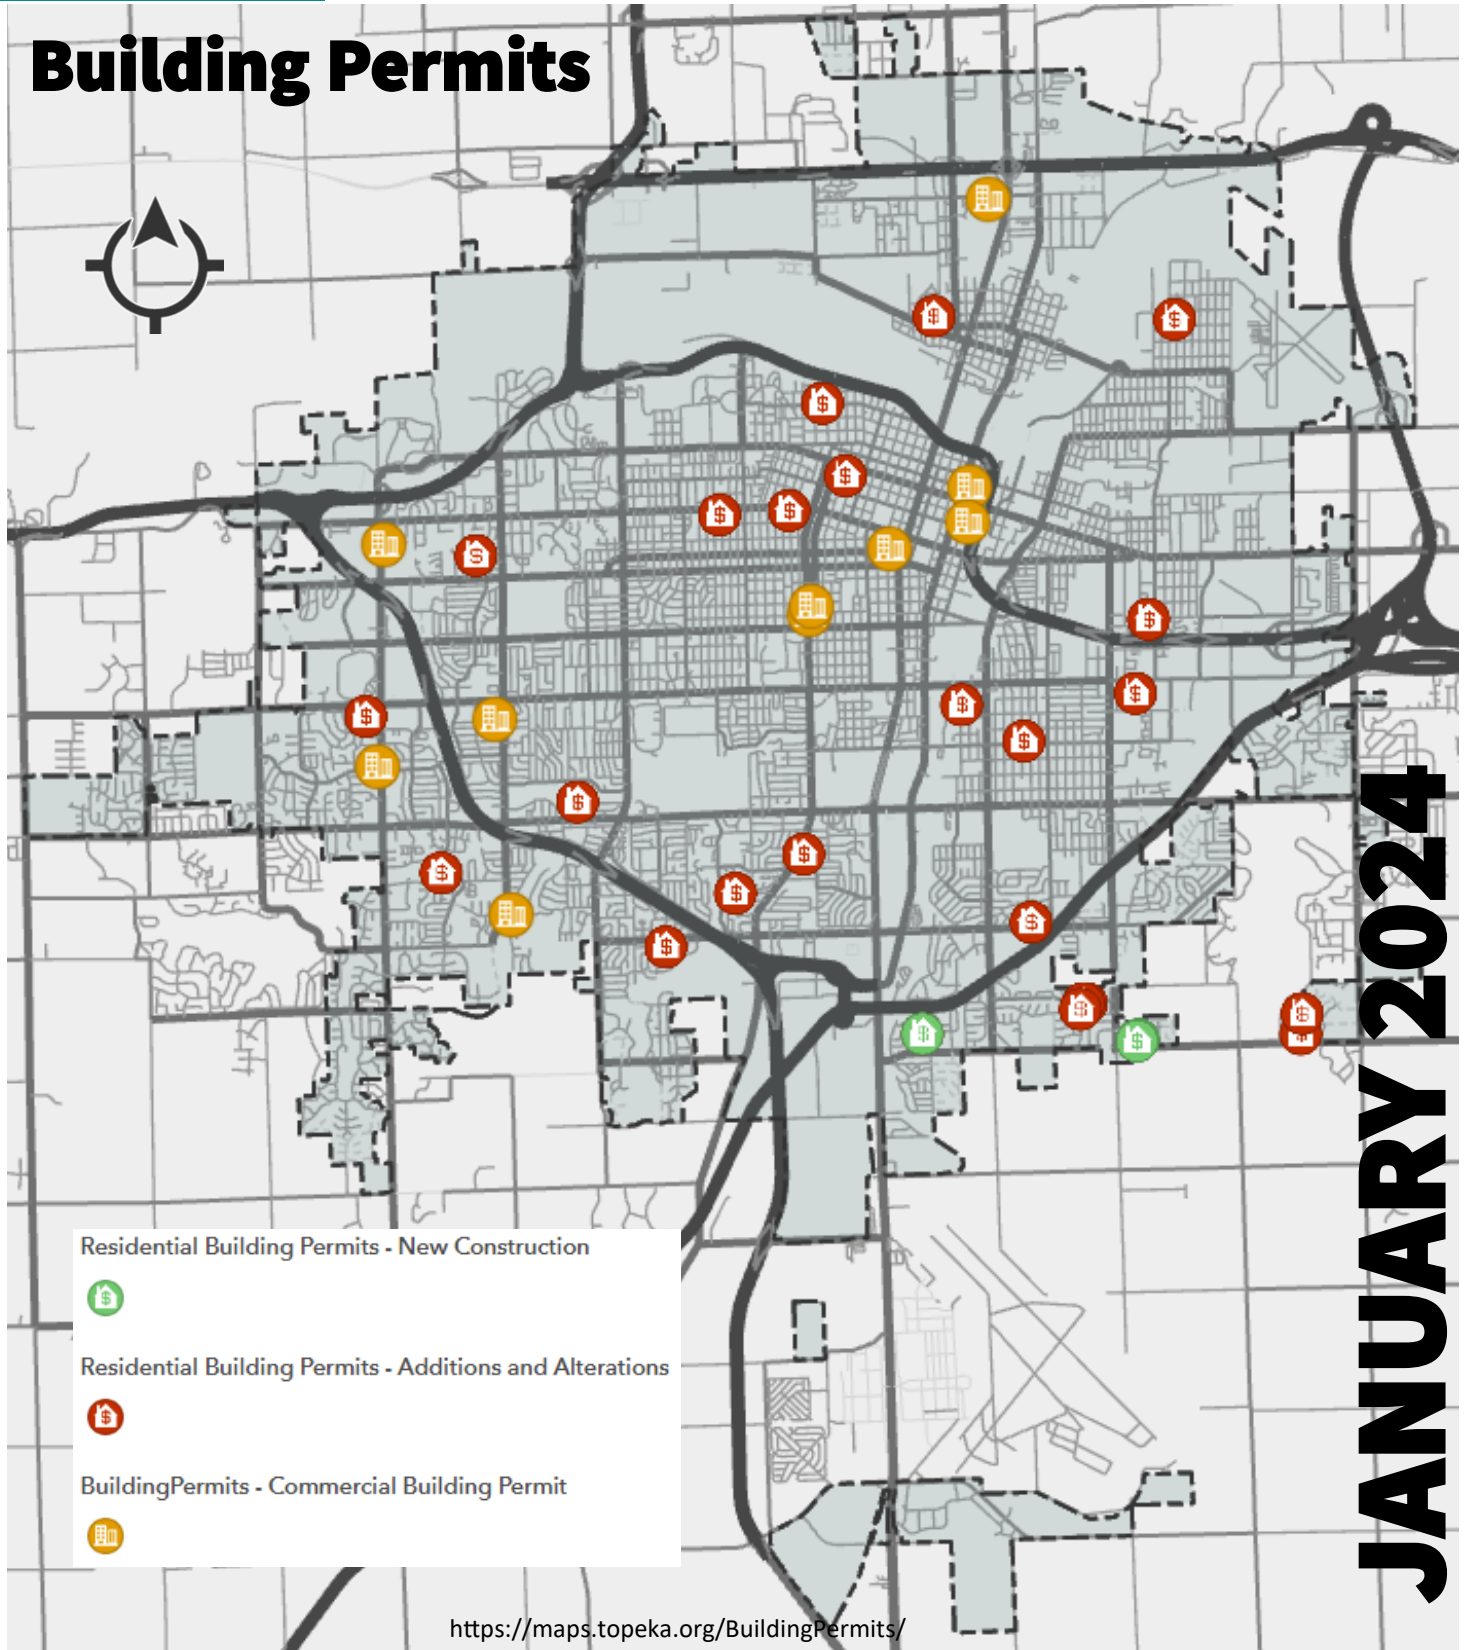 Building Permits
JANUARY 2024
Residential Building Permits - New Construction
Residential Building Permits - Additions and Alterations
BuildingPermits - Commercial Building Permit
https://maps.topeka.org/BuildingPermits/